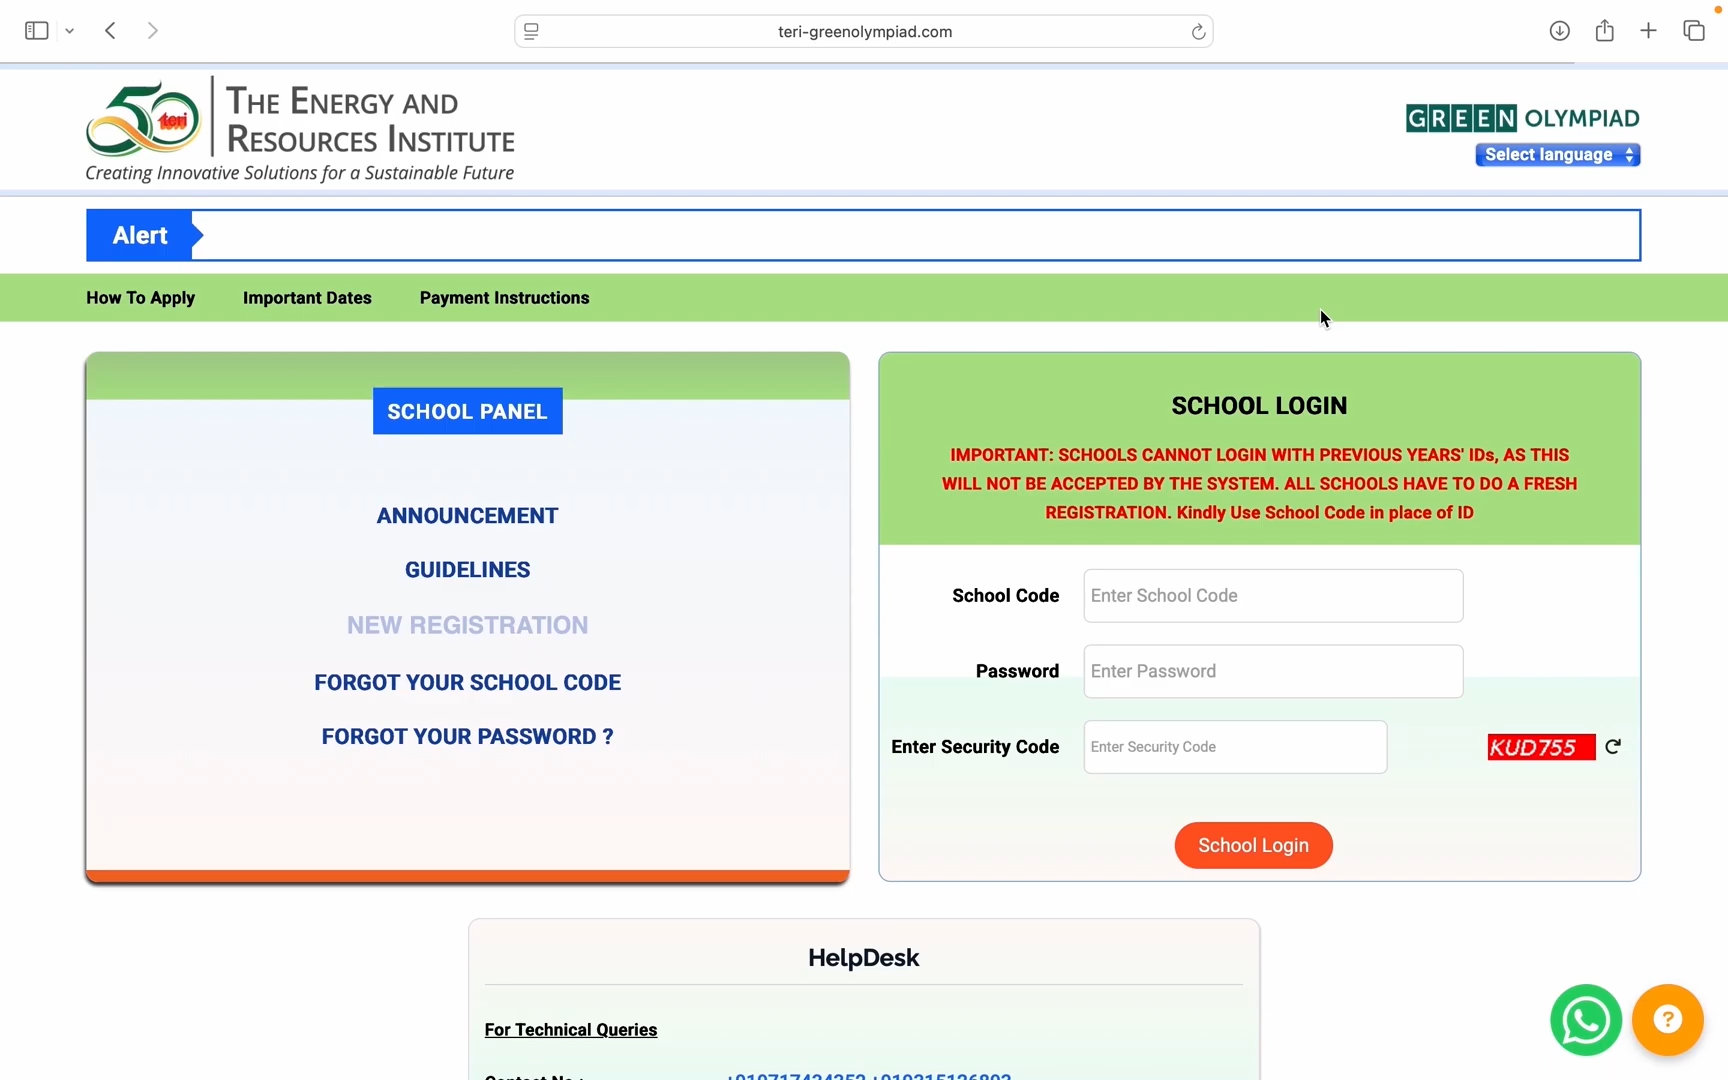 teri-greenolympiad.com
50 teri
THE ENERGY AND
RESOURCES INSTITUTE
Creating Innovative Solutions for a Sustainable Future
GREEN OLYMPIAD
Select language
Alert
How To Apply Important Dates Payment Instructions
SCHOOL PANEL
ANNOUNCEMENT
GUIDELINES
NEW REGISTRATION
FORGOT YOUR SCHOOL CODE
FORGOT YOUR PASSWORD ?
SCHOOL LOGIN
IMPORTANT: SCHOOLS CANNOT LOGIN WITH PREVIOUS YEARS' IDs, AS THIS
WILL NOT BE ACCEPTED BY THE SYSTEM. ALL SCHOOLS HAVE TO DO A FRESH
REGISTRATION. Kindly Use School Code in place of ID
School Code Enter School Code
Password Enter Password
Enter Security Code Enter Security Code KUD755
School Login
HelpDesk
For Technical Queries
Contact No :
?